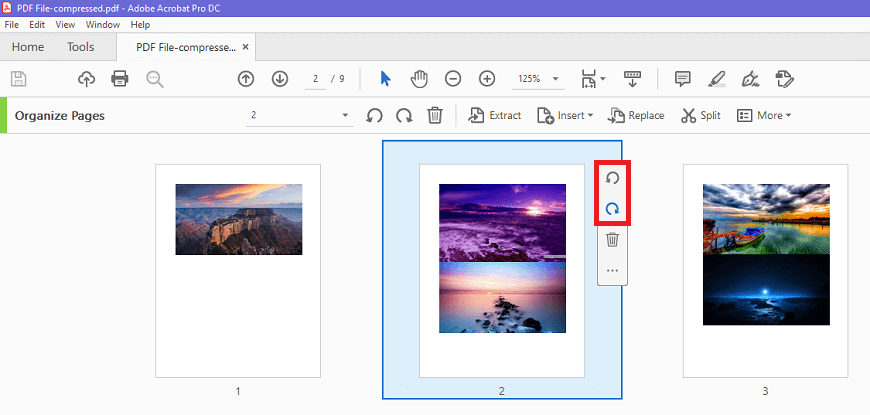 PDF File-compressed.pdf - Adobe Acrobat Pro DC
File Edit View Window Help
Home Tools PDF File-compresse... ×
2 / 9 125%
Organize Pages 2 Extract Insert Replace Split More
1 2 3